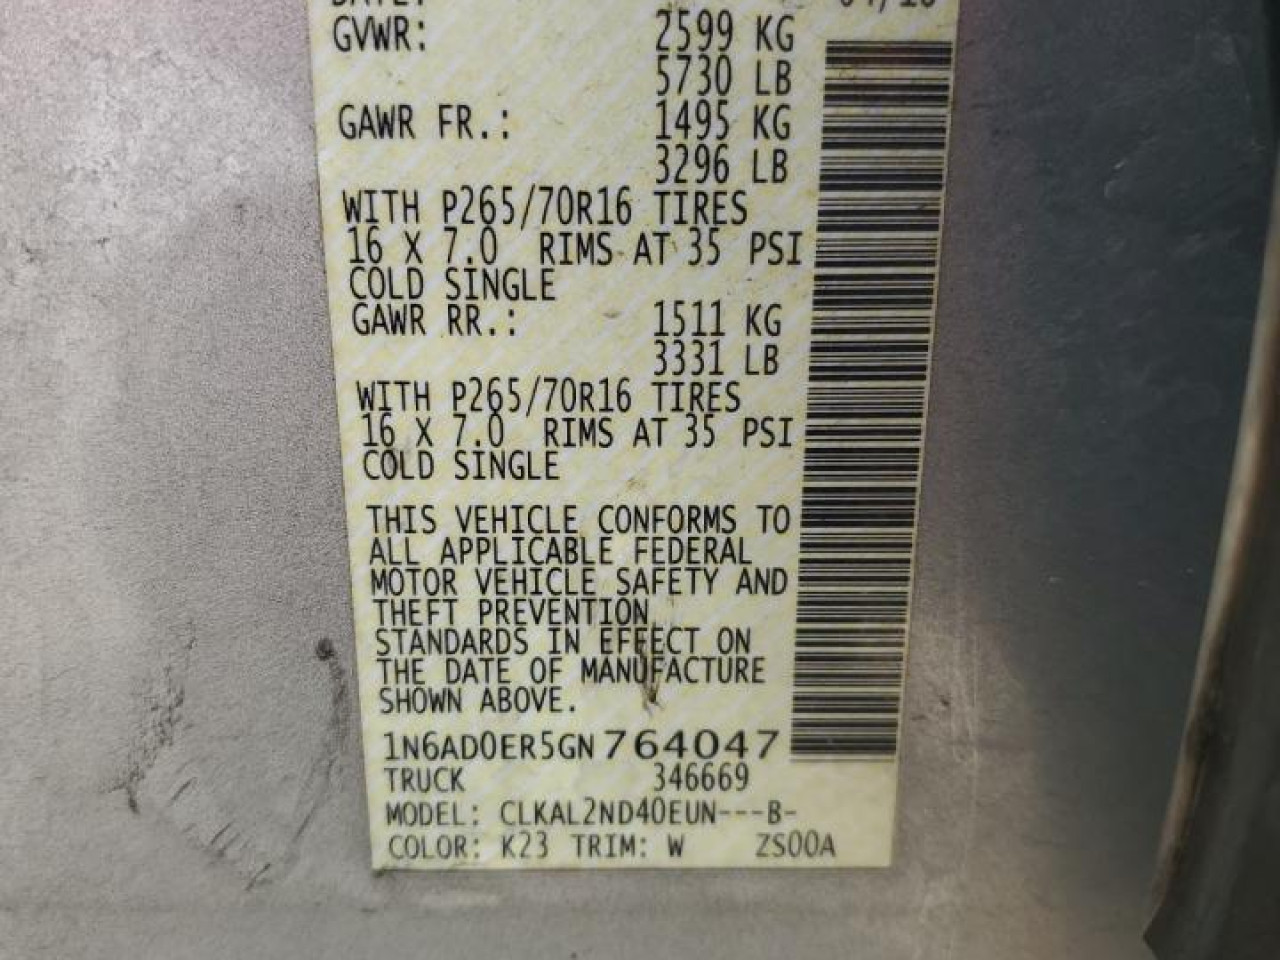 DATE: 04/16
GVWR: 2599 KG
5730 LB
GAWR FR.: 1495 KG
3296 LB
WITH P265/70R16 TIRES
16 X 7.0 RIMS AT 35 PSI
COLD SINGLE
GAWR RR.: 1511 KG
3331 LB
WITH P265/70R16 TIRES
16 X 7.0 RIMS AT 35 PSI
COLD SINGLE
THIS VEHICLE CONFORMS TO
ALL APPLICABLE FEDERAL
MOTOR VEHICLE SAFETY AND
THEFT PREVENTION
STANDARDS IN EFFECT ON
THE DATE OF MANUFACTURE
SHOWN ABOVE.
1N6AD0ER5GN764047
TRUCK 346669
MODEL: CLKAL2ND40EUN---B-
COLOR: K23 TRIM: W ZS00A